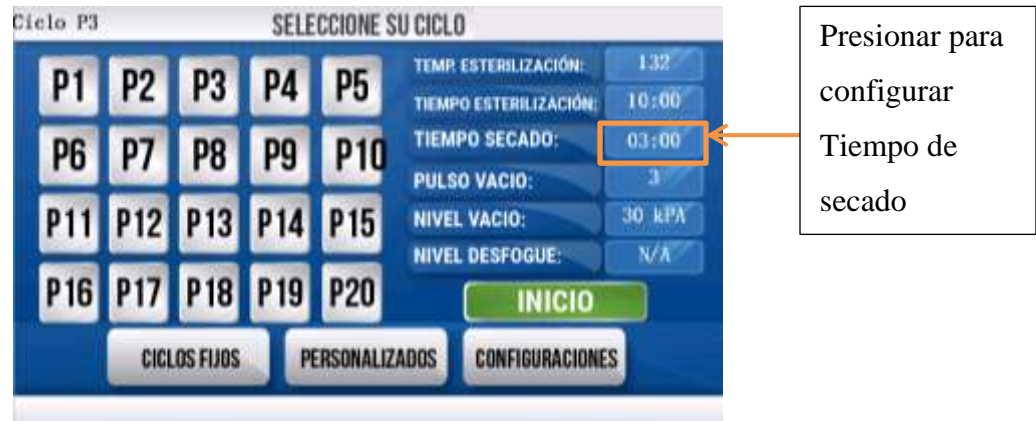 Ciclo P3
SELECCIONE SU CICLO
P1 P2 P3 P4 P5
P6 P7 P8 P9 P10
P11 P12 P13 P14 P15
P16 P17 P18 P19 P20
TEMP. ESTERILIZACIÓN: 132
TIEMPO ESTERILIZACIÓN: 10:00
TIEMPO SECADO: 03:00
PULSO VACIO: 3
NIVEL VACIO: 30 kPA
NIVEL DESFOGUE: N/A
INICIO
CICLOS FIJOS PERSONALIZADOS CONFIGURACIONES
Presionar para
configurar
Tiempo de
secado